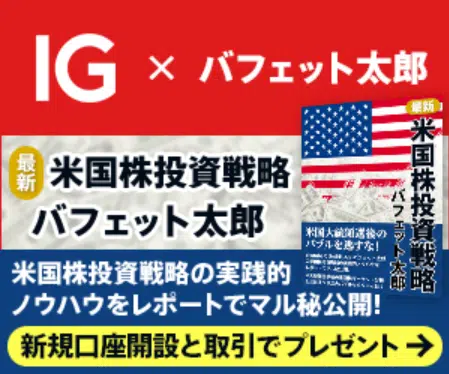 IG × バフェット太郎
最新
米国株投資戦略
バフェット太郎
最新
米国株投資戦略
バフェット太郎
米国大統領選後の
バブルを逃すな!
米国株投資戦略の実践的
ノウハウをレポートでマル秘公開!
新規口座開設と取引でプレゼント→